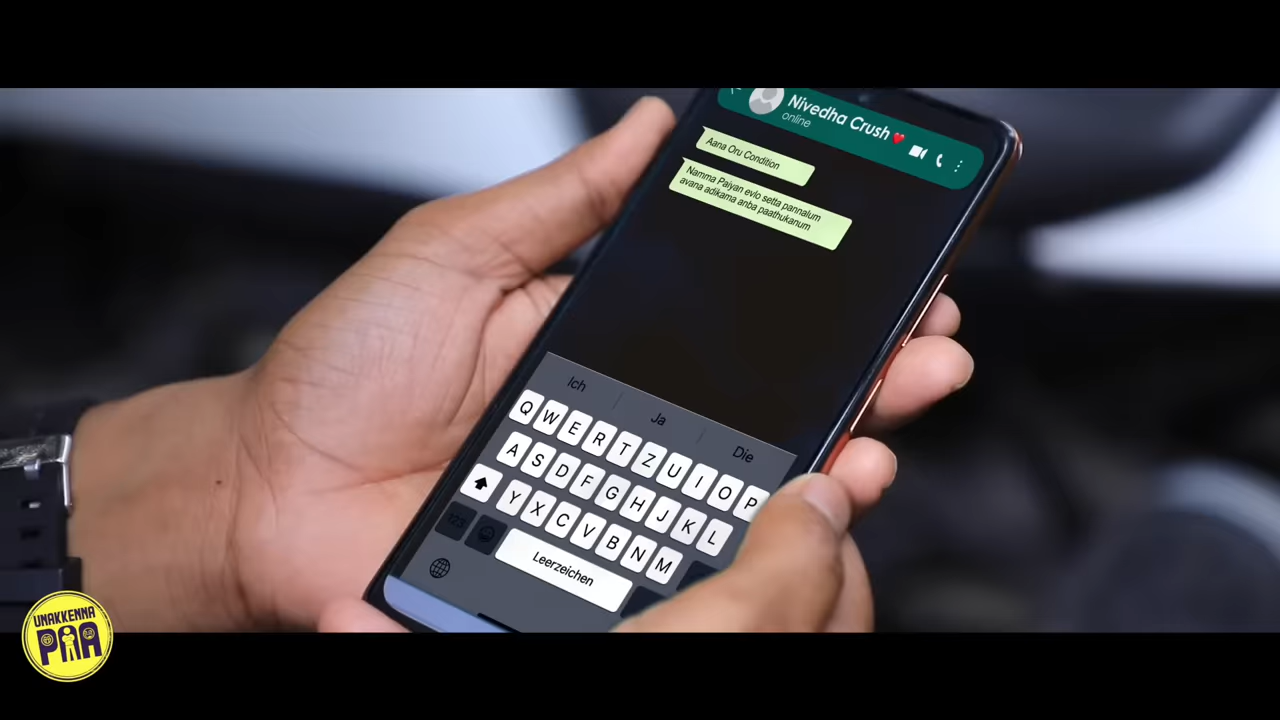 Nivedha Crush ❤
online
Aana Oru Condition
Namma Paiyan evlo setta pannalum
avana adikama anba paathukanum
Ich Ja Die
Q W E R T Z U I O P
A S D F G H J K L
Y X C V B N M
123
Leerzeichen
UNAKKENNA
PAA